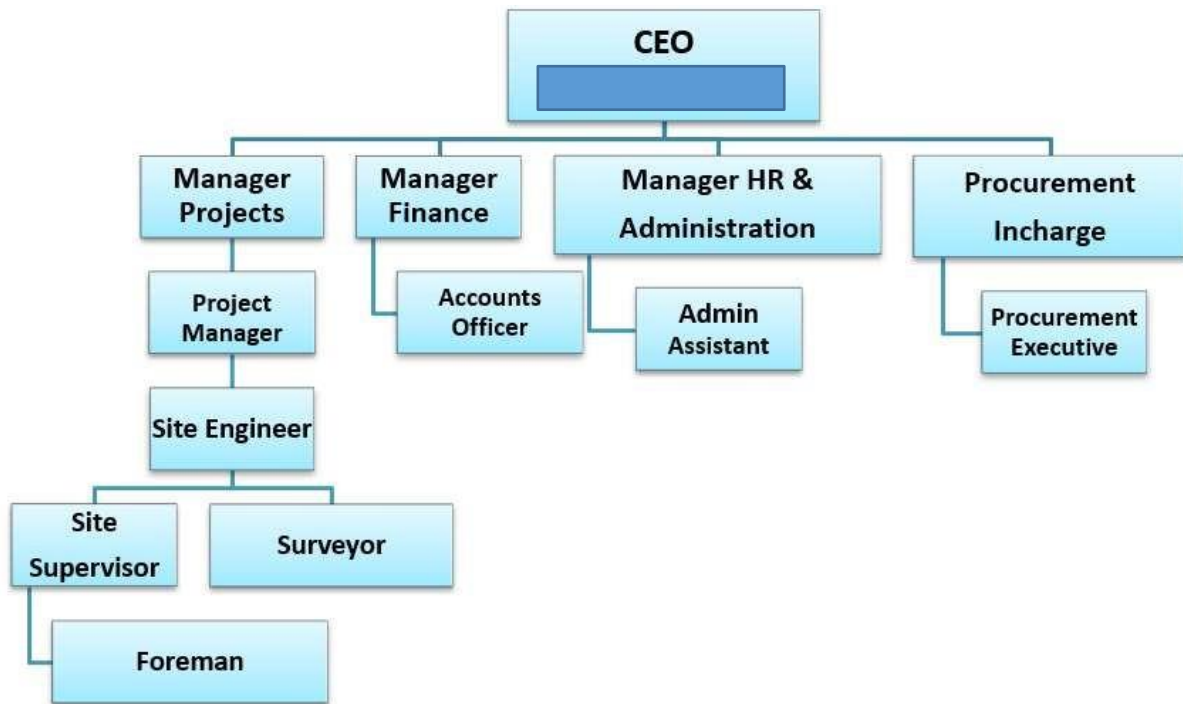 CEO
Manager
Projects
Manager
Finance
Manager HR &
Administration
Procurement
Incharge
Project
Manager
Accounts
Officer
Admin
Assistant
Procurement
Executive
Site Engineer
Site
Supervisor
Surveyor
Foreman